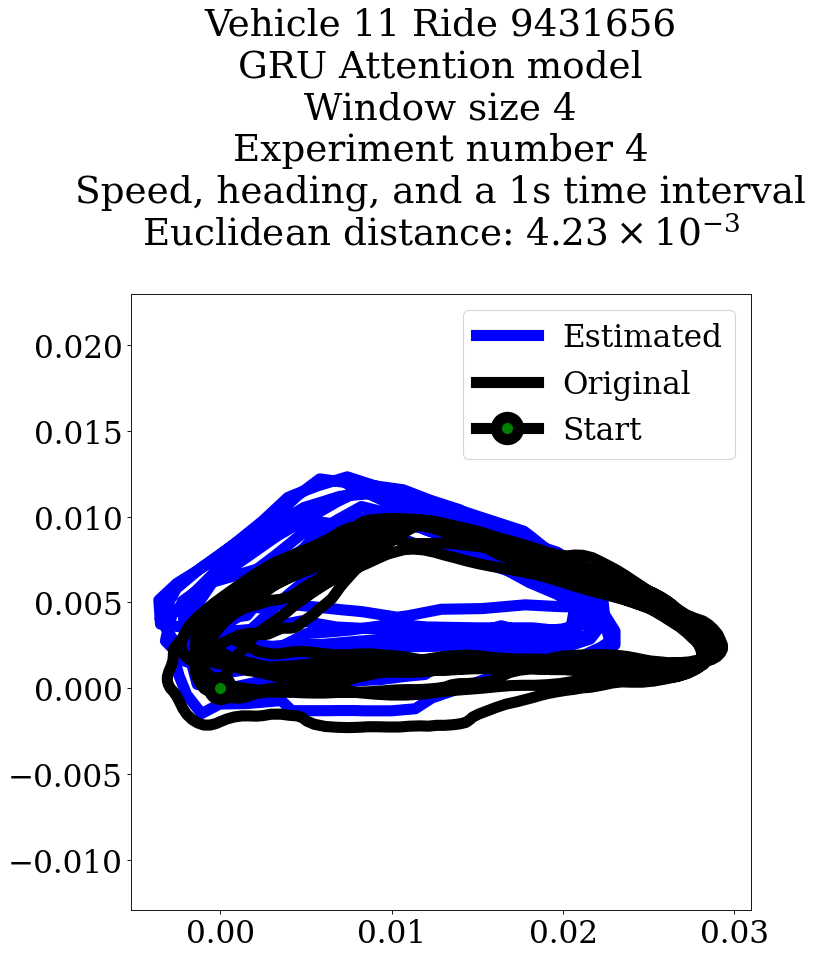 Vehicle 11 Ride 9431656
GRU Attention model
Window size 4
Experiment number 4
Speed, heading, and a 1s time interval
Euclidean distance: 4.23 × 10⁻³
Estimated
Original
Start
0.020
0.015
0.010
0.005
0.000
−0.005
−0.010
0.00 0.01 0.02 0.03